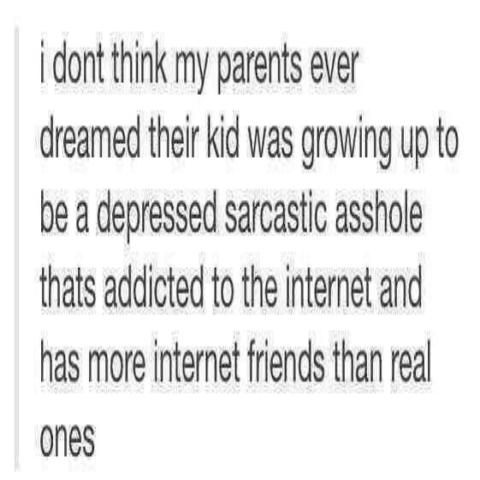 i dont think my parents ever
dreamed their kid was growing up to
be a depressed sarcastic asshole
thats addicted to the internet and
has more internet friends than real
ones